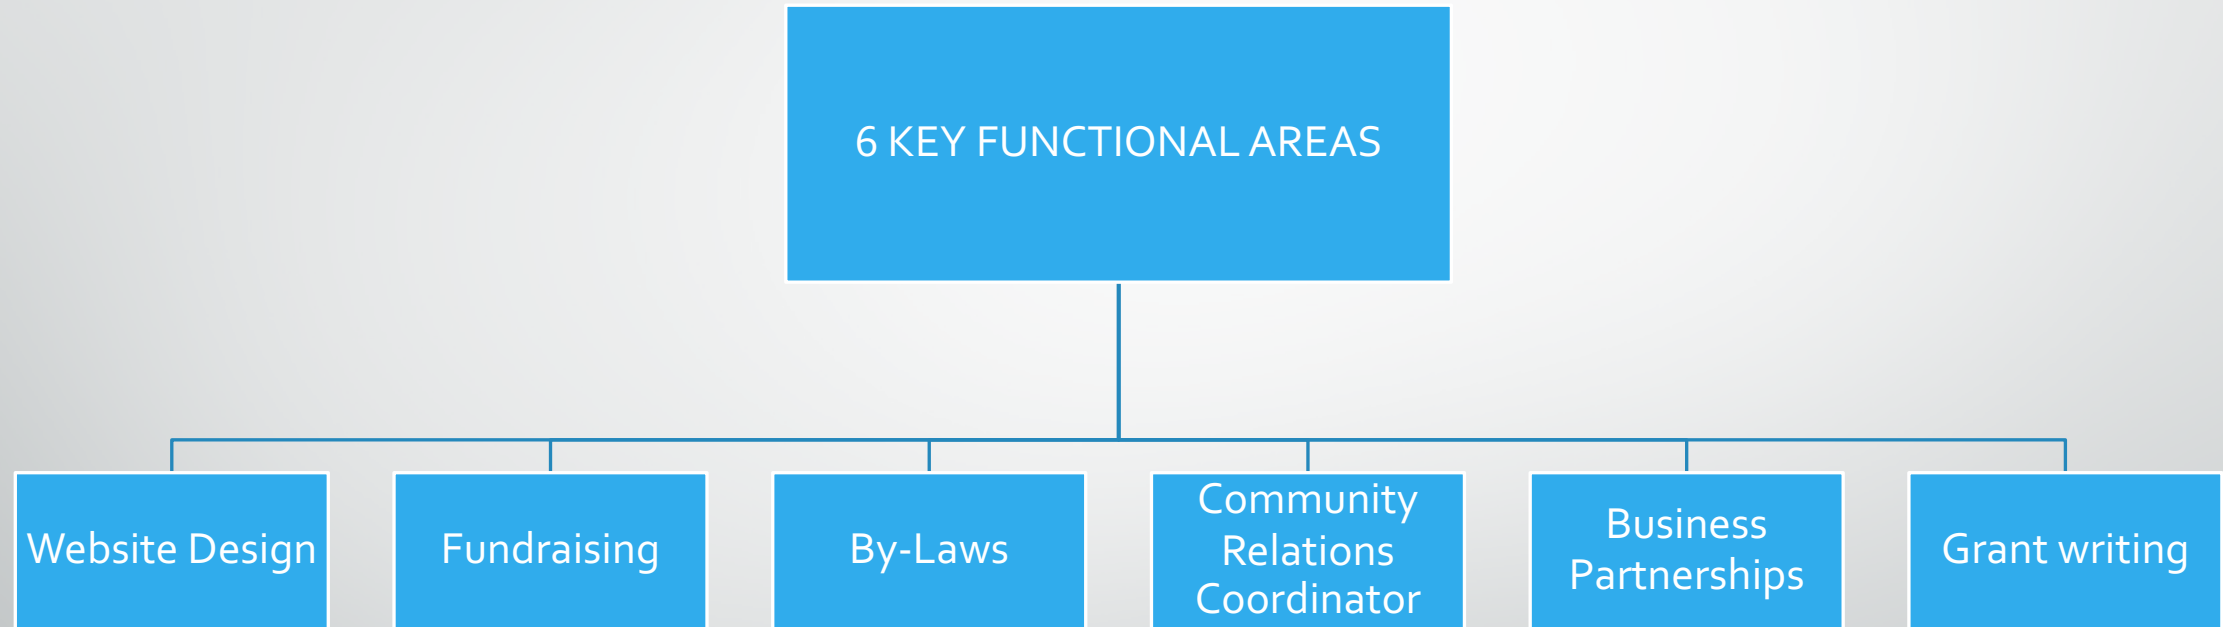 6 KEY FUNCTIONAL AREAS
Website Design
Fundraising
By-Laws
Community
Relations
Coordinator
Business
Partnerships
Grant writing